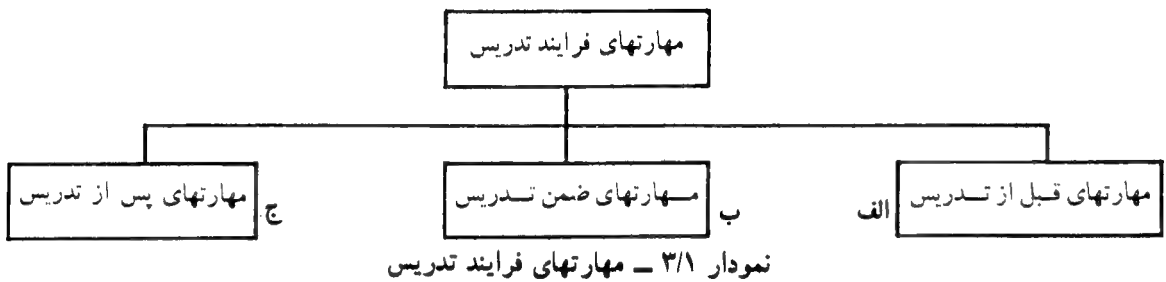 مهارتهای فرایند تدریس
مهارتهای قبل از تدریس
الف
مهارتهای ضمن تدریس
ب
مهارتهای پس از تدریس
ج
نمودار ۳/۱ – مهارتهای فرایند تدریس